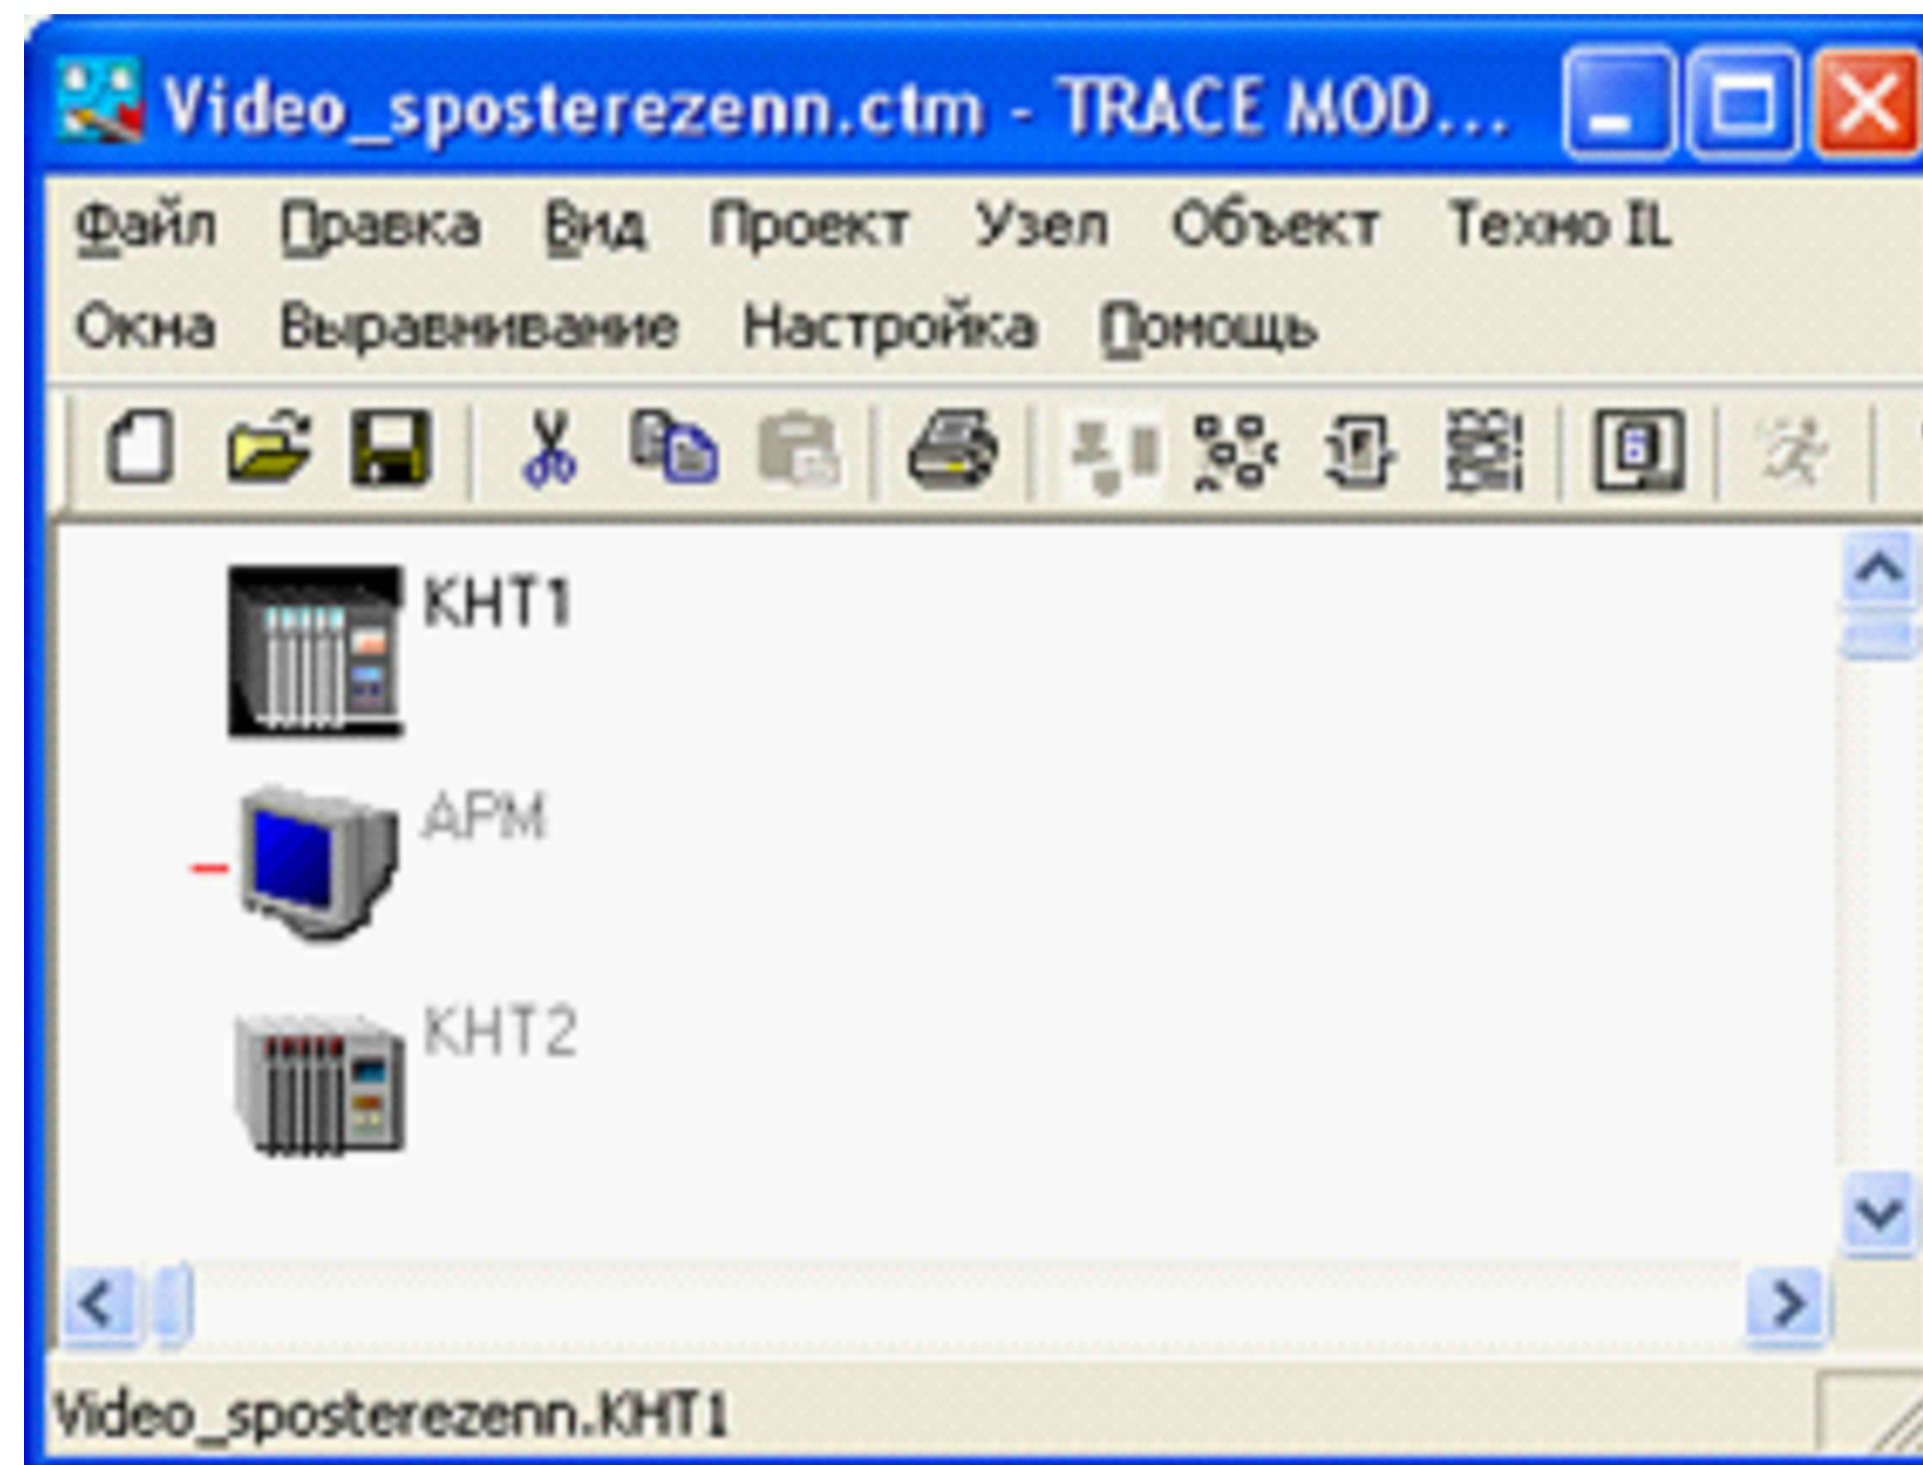 Video_sposterezenn.ctm - TRACE MOD...
Файл Правка Вид Проект Узел Объект Техно IL
Окна Выравнивание Настройка Помощь
КНТ1
АРМ
КНТ2
Video_sposterezenn.КНТ1